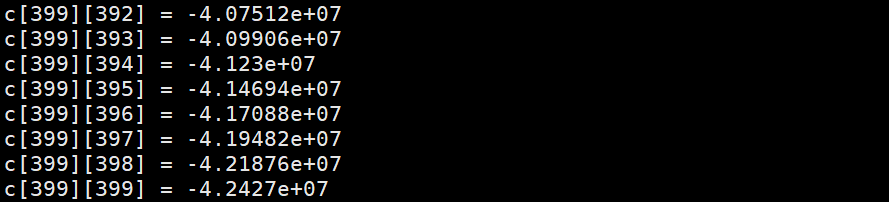 c[399][392] = -4.07512e+07
c[399][393] = -4.09906e+07
c[399][394] = -4.123e+07
c[399][395] = -4.14694e+07
c[399][396] = -4.17088e+07
c[399][397] = -4.19482e+07
c[399][398] = -4.21876e+07
c[399][399] = -4.2427e+07